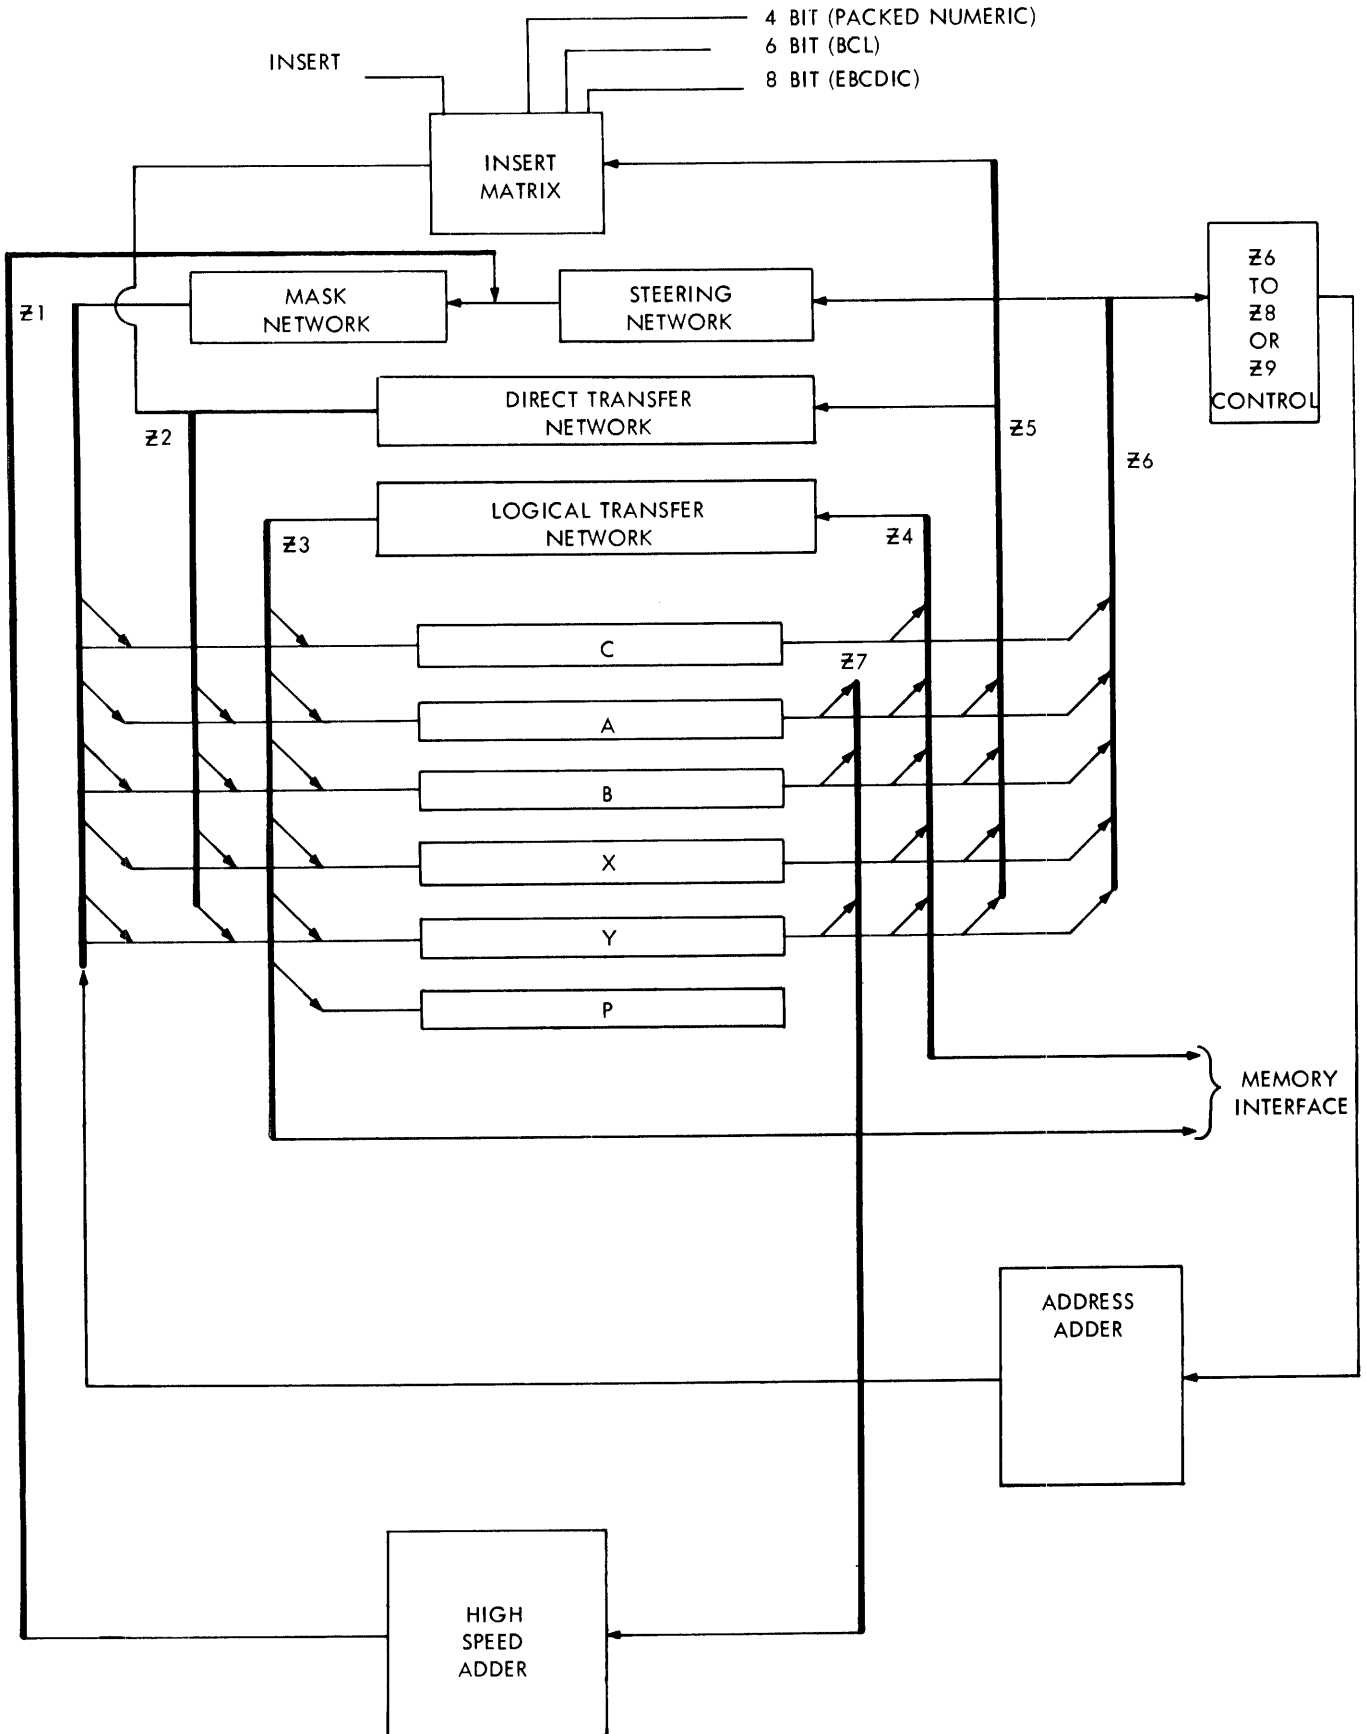 4 BIT (PACKED NUMERIC)
6 BIT (BCL)
INSERT
8 BIT (EBCDIC)
INSERT
MATRIX
Ƶ6
TO
Ƶ8
OR
Ƶ9
CONTROL
Ƶ1
MASK
NETWORK
STEERING
NETWORK
DIRECT TRANSFER
NETWORK
Ƶ2
Ƶ5
Ƶ6
LOGICAL TRANSFER
NETWORK
Ƶ3
Ƶ4
C
Ƶ7
A
B
X
Y
P
MEMORY
INTERFACE
ADDRESS
ADDER
HIGH
SPEED
ADDER